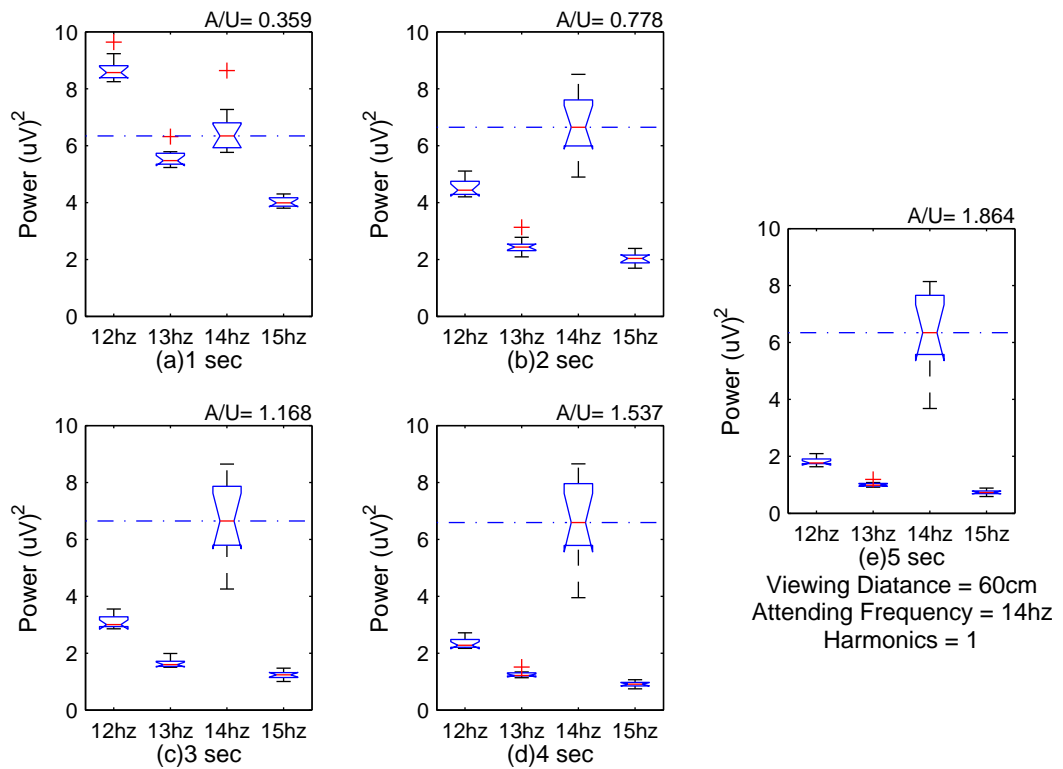 A/U= 0.359
10
8
6
4
2
0
Power (uV)2
12hz 13hz 14hz 15hz
(a)1 sec
A/U= 0.778
10
8
6
4
2
0
Power (uV)2
12hz 13hz 14hz 15hz
(b)2 sec
A/U= 1.168
10
8
6
4
2
0
Power (uV)2
12hz 13hz 14hz 15hz
(c)3 sec
A/U= 1.537
10
8
6
4
2
0
Power (uV)2
12hz 13hz 14hz 15hz
(d)4 sec
A/U= 1.864
10
8
6
4
2
0
Power (uV)2
12hz 13hz 14hz 15hz
(e)5 sec
Viewing Diatance = 60cm
Attending Frequency = 14hz
Harmonics = 1